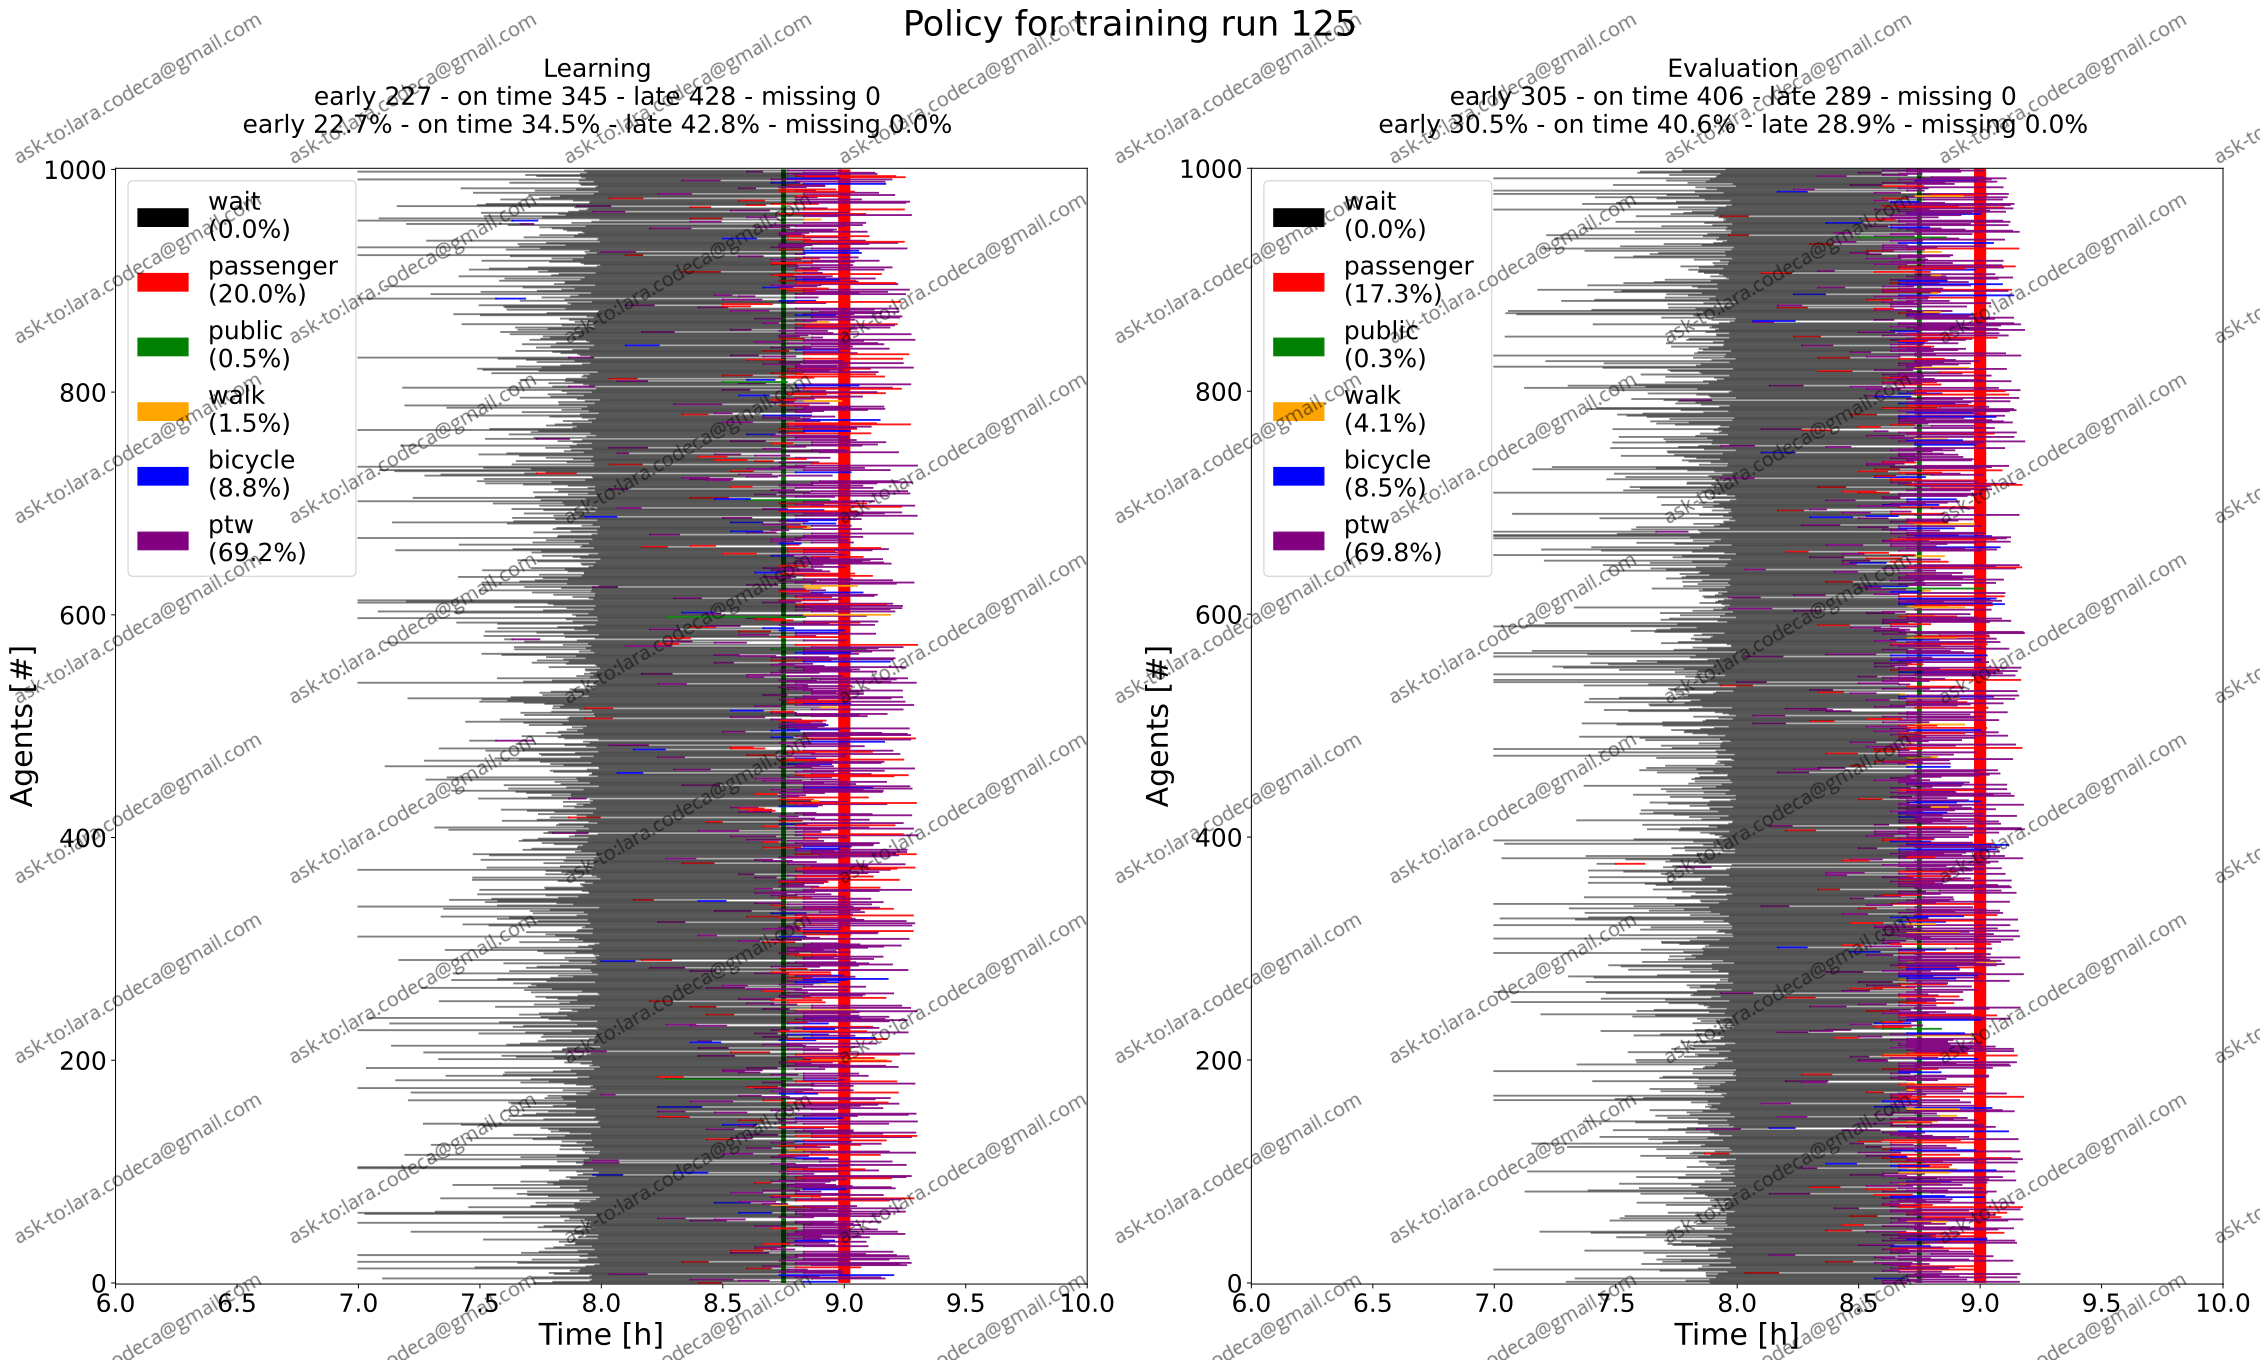 Policy for training run 125
Learning
early 227 - on time 345 - late 428 - missing 0
early 22.7% - on time 34.5% - late 42.8% - missing 0.0%
1000
800
600
400
200
0
Agents [#]
wait
(0.0%)
passenger
(20.0%)
public
(0.5%)
walk
(1.5%)
bicycle
(8.8%)
ptw
(69.2%)
6.0 6.5 7.0 7.5 8.0 8.5 9.0 9.5 10.0
Time [h]
Evaluation
early 305 - on time 406 - late 289 - missing 0
early 30.5% - on time 40.6% - late 28.9% - missing 0.0%
1000
800
600
400
200
0
Agents [#]
wait
(0.0%)
passenger
(17.3%)
public
(0.3%)
walk
(4.1%)
bicycle
(8.5%)
ptw
(69.8%)
6.0 6.5 7.0 7.5 8.0 8.5 9.0 9.5 10.0
Time [h]
ask-to:lara.codeca@gmail.com